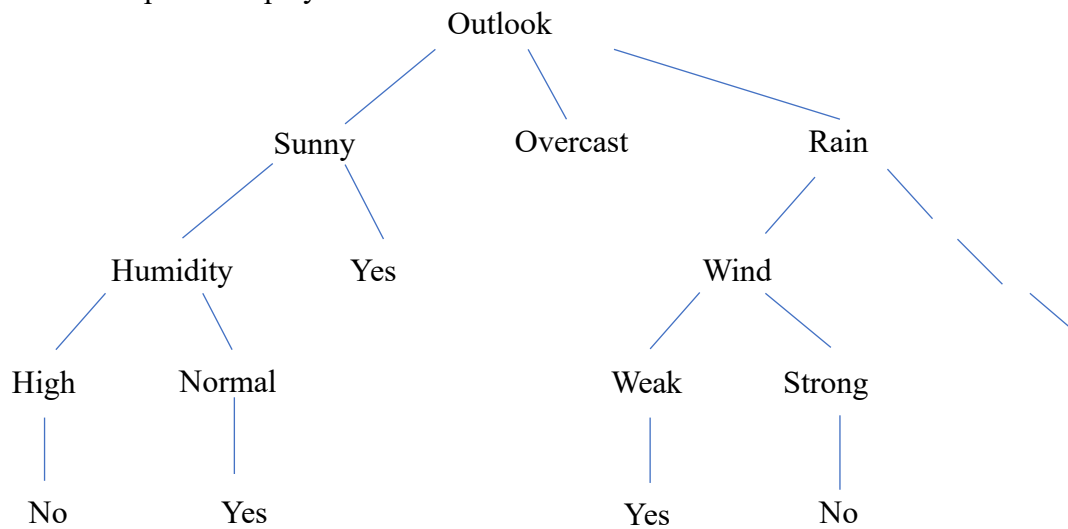 Outlook
Sunny Overcast Rain
Humidity Yes Wind
High Normal Weak Strong
No Yes Yes No